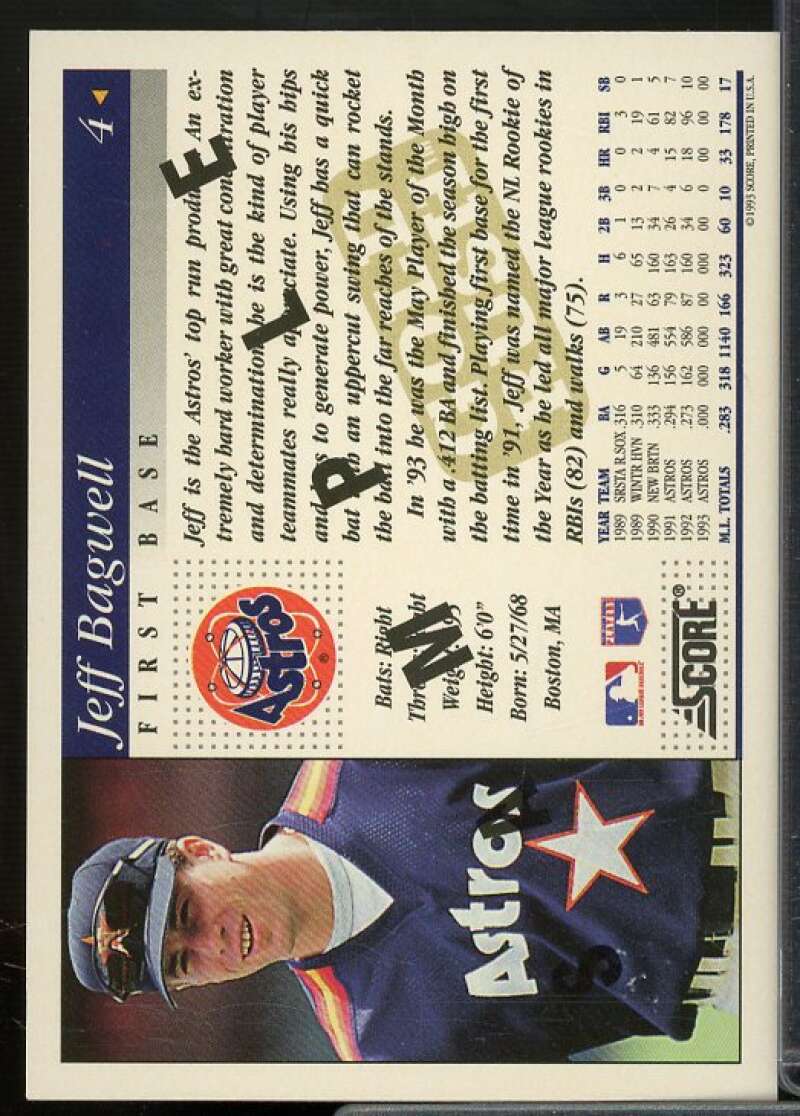 Jeff Bagwell 4
FIRST BASE
Astros
®
Bats: Right
Height: 6'0"
Born: 5/27/68
Boston, MA
Jeff is the Astros' top run An ex-
tremely hard worker with great
and determination, he is the kind of player
teammates really Using his hips
and to generate power, Jeff has a quick
bat an uppercut swing that can rocket
the ball into the far reaches of the stands.
In '93 he was the May Player of the Month
with a .412 BA and finished the season high on
the batting list. Playing first base for the first
time in '91, Jeff was named the NL Rookie of
the Year as he led all major league rookies in
RBIs (82) and walks (75).
YEAR TEAM BA G AB R H 2B 3B HR RBI SB
1989 SRSTA R.SOX .316 5 19 3 6 1 0 0 3 0
1989 WINTR HVN .310 64 210 27 65 13 2 2 19 1
1990 NEW BRTN .333 136 481 63 160 34 7 4 61 5
1991 ASTROS .294 156 554 79 163 26 4 15 82 7
1992 ASTROS .273 162 586 87 160 34 6 18 96 10
1993 ASTROS .000 000 000 00 000 00 0 00 00 00
M.L. TOTALS .283 318 1140 166 323 60 10 33 178 17
SCORE®
©1993 SCORE, PRINTED IN U.S.A.
SAMPLE
Astros